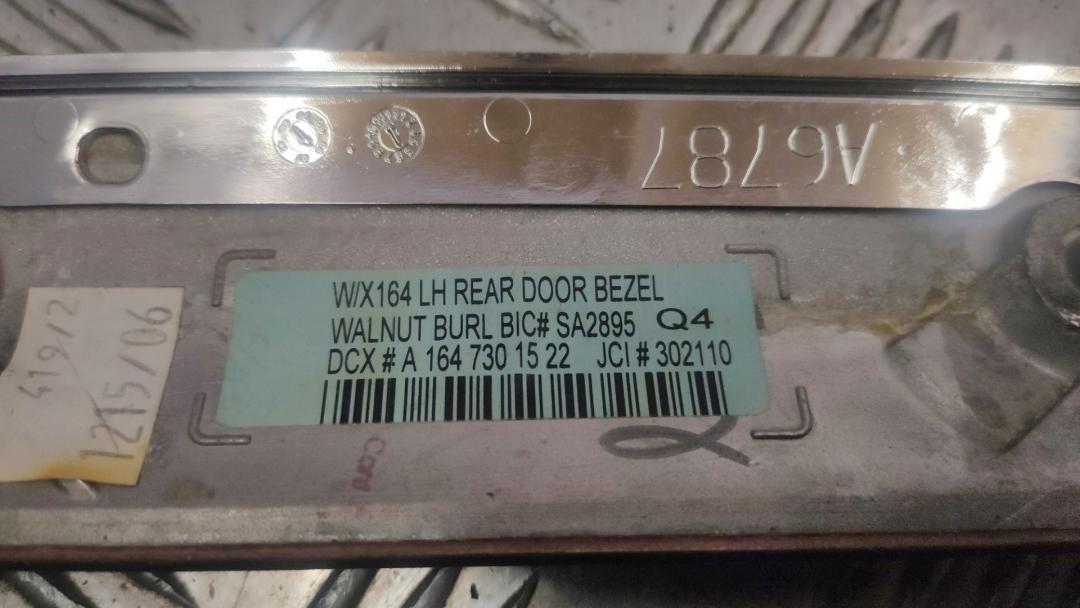 A6787
W/X164 LH REAR DOOR BEZEL
WALNUT BURL BIC# SA2895 Q4
DCX # A 164 730 15 22 JCI # 302110
41912
1215/06
2